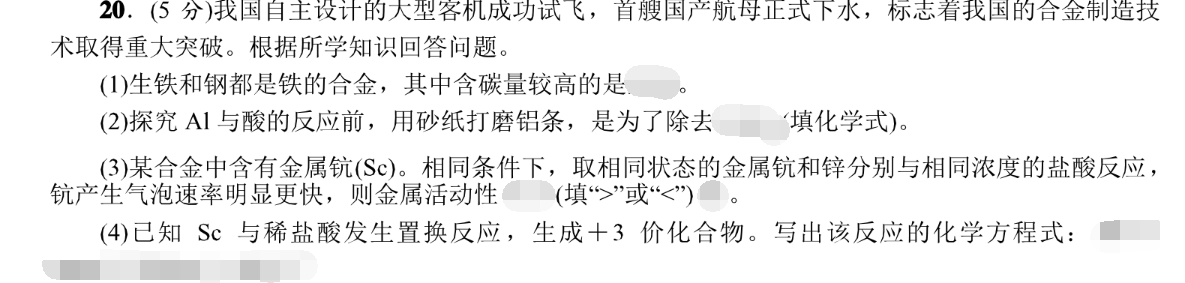 20. (5 分)我国自主设计的大型客机成功试飞，首艘国产航母正式下水，标志着我国的合金制造技
术取得重大突破。根据所学知识回答问题。
(1)生铁和钢都是铁的合金，其中含碳量较高的是 。
(2)探究 Al 与酸的反应前，用砂纸打磨铝条，是为了除去 (填化学式)。
(3)某合金中含有金属钪(Sc)。相同条件下，取相同状态的金属钪和锌分别与相同浓度的盐酸反应，
钪产生气泡速率明显更快，则金属活动性 (填“>”或“<”) 。
(4)已知 Sc 与稀盐酸发生置换反应，生成＋3 价化合物。写出该反应的化学方程式：